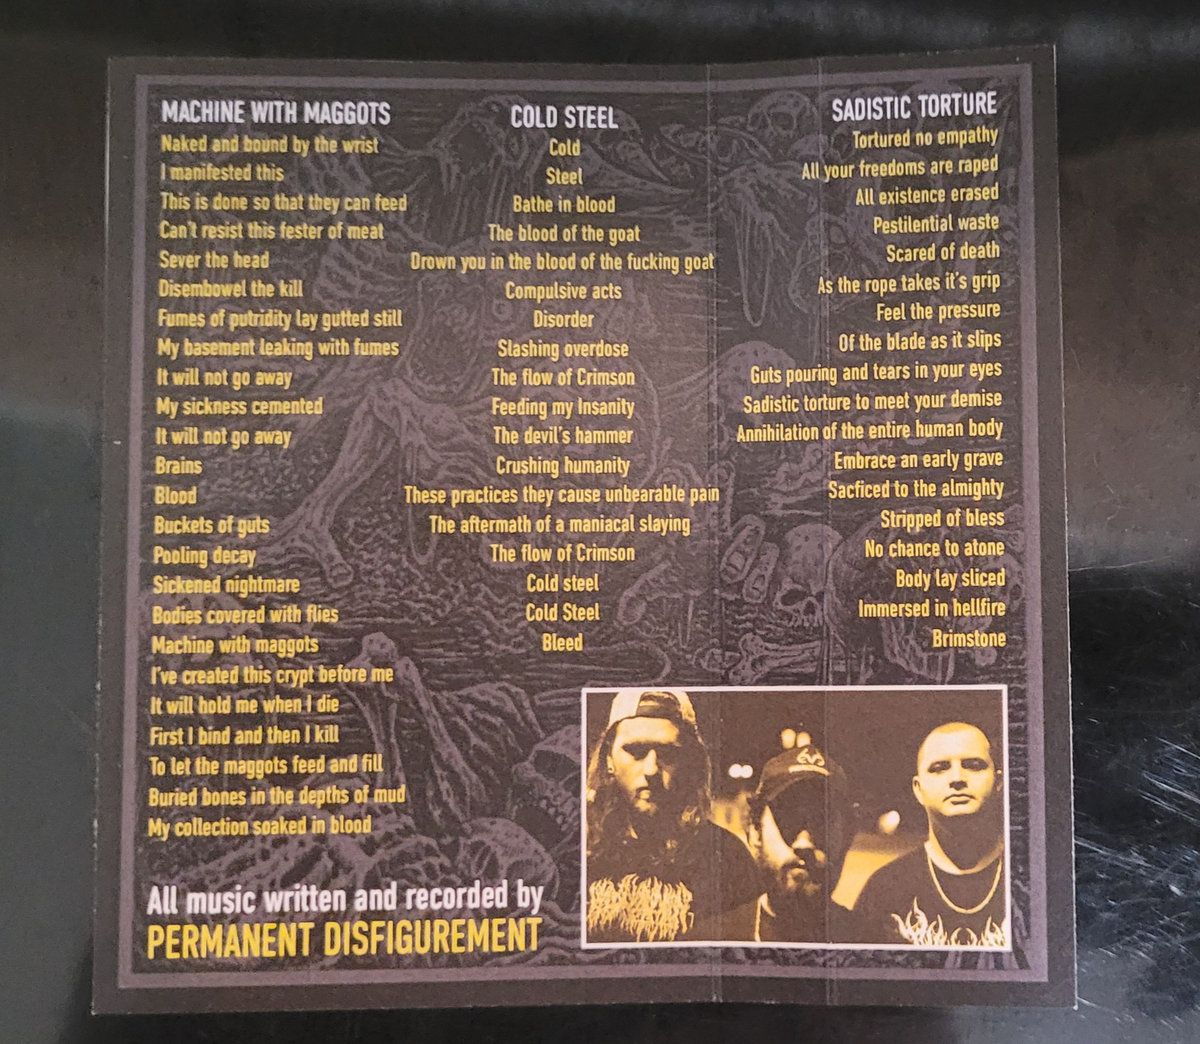 MACHINE WITH MAGGOTS
Naked and bound by the wrist
I manifested this
This is done so that they can feed
Can't resist this fester of meat
Sever the head
Disembowel the kill
Fumes of putridity lay gutted still
My basement leaking with fumes
It will not go away
My sickness cemented
It will not go away
Brains
Blood
Buckets of guts
Pooling decay
Sickened nightmare
Bodies covered with flies
Machine with maggots
I've created this crypt before me
It will hold me when I die
First I bind and then I kill
To let the maggots feed and fill
Buried bones in the depths of mud
My collection soaked in blood
COLD STEEL
Cold
Steel
Bathe in blood
The blood of the goat
Drown you in the blood of the fucking goat
Compulsive acts
Disorder
Slashing overdose
The flow of Crimson
Feeding my Insanity
The devil's hammer
Crushing humanity
These practices they cause unbearable pain
The aftermath of a maniacal slaying
The flow of Crimson
Cold steel
Cold Steel
Bleed
SADISTIC TORTURE
Tortured no empathy
All your freedoms are raped
All existence erased
Pestilential waste
Scared of death
As the rope takes it's grip
Feel the pressure
Of the blade as it slips
Guts pouring and tears in your eyes
Sadistic torture to meet your demise
Annihilation of the entire human body
Embrace an early grave
Sacficed to the almighty
Stripped of bless
No chance to atone
Body lay sliced
Immersed in hellfire
Brimstone
All music written and recorded by
PERMANENT DISFIGUREMENT